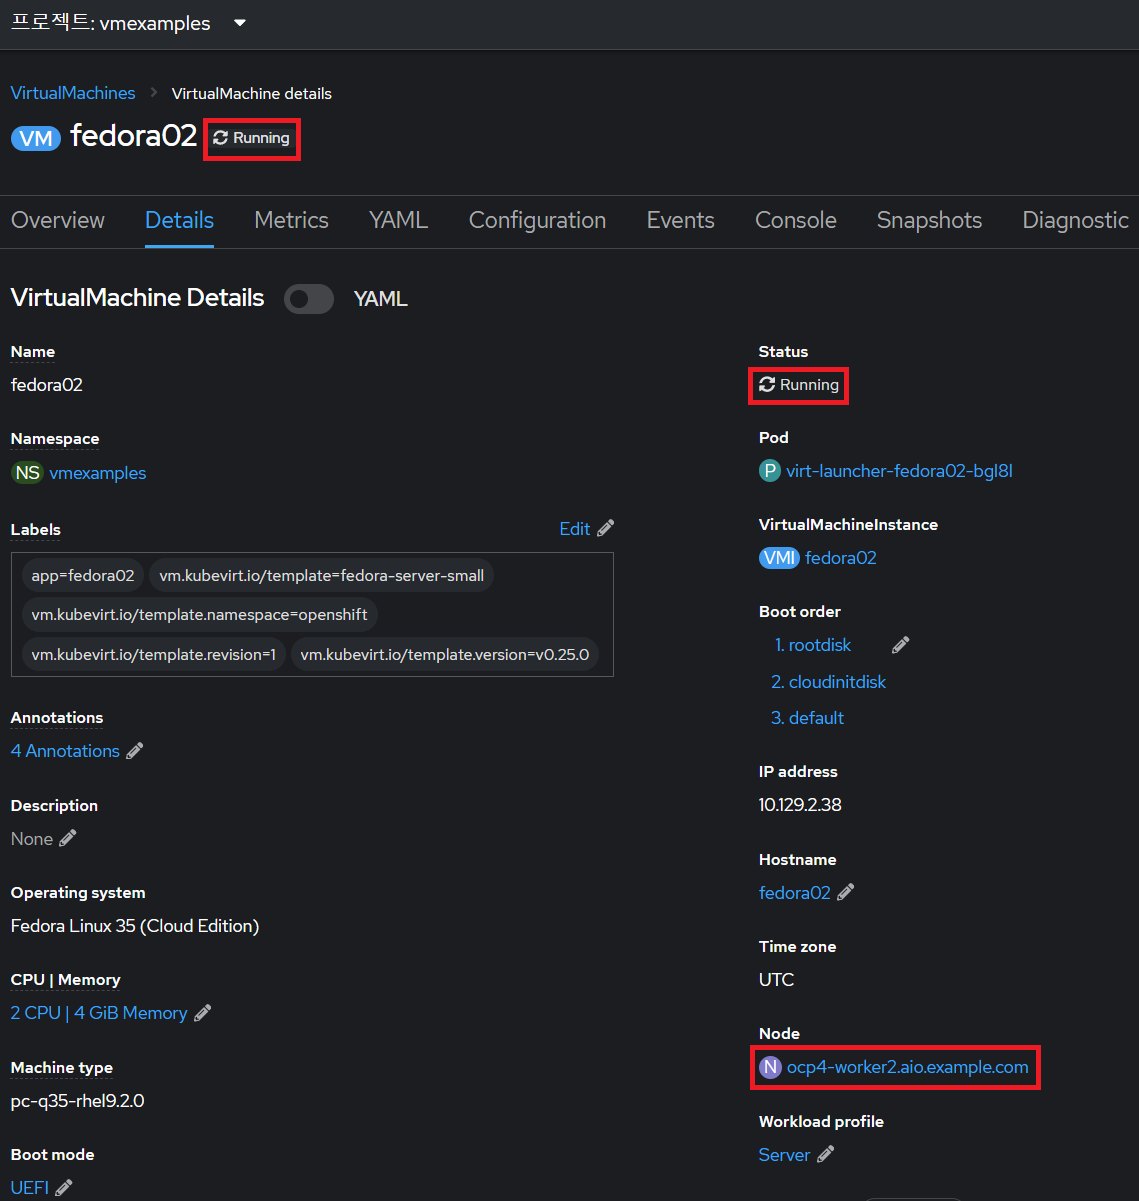 프로젝트: vmexamples
VirtualMachines > VirtualMachine details
VM fedora02 Running
Overview Details Metrics YAML Configuration Events Console Snapshots Diagnostic
VirtualMachine Details YAML
Name
fedora02
Namespace
NS vmexamples
Labels Edit
app=fedora02 vm.kubevirt.io/template=fedora-server-small
vm.kubevirt.io/template.namespace=openshift
vm.kubevirt.io/template.revision=1 vm.kubevirt.io/template.version=v0.25.0
Annotations
4 Annotations
Description
None
Operating system
Fedora Linux 35 (Cloud Edition)
CPU | Memory
2 CPU | 4 GiB Memory
Machine type
pc-q35-rhel9.2.0
Boot mode
UEFI
Status
Running
Pod
P virt-launcher-fedora02-bgl8l
VirtualMachineInstance
VMI fedora02
Boot order
1. rootdisk
2. cloudinitdisk
3. default
IP address
10.129.2.38
Hostname
fedora02
Time zone
UTC
Node
N ocp4-worker2.aio.example.com
Workload profile
Server